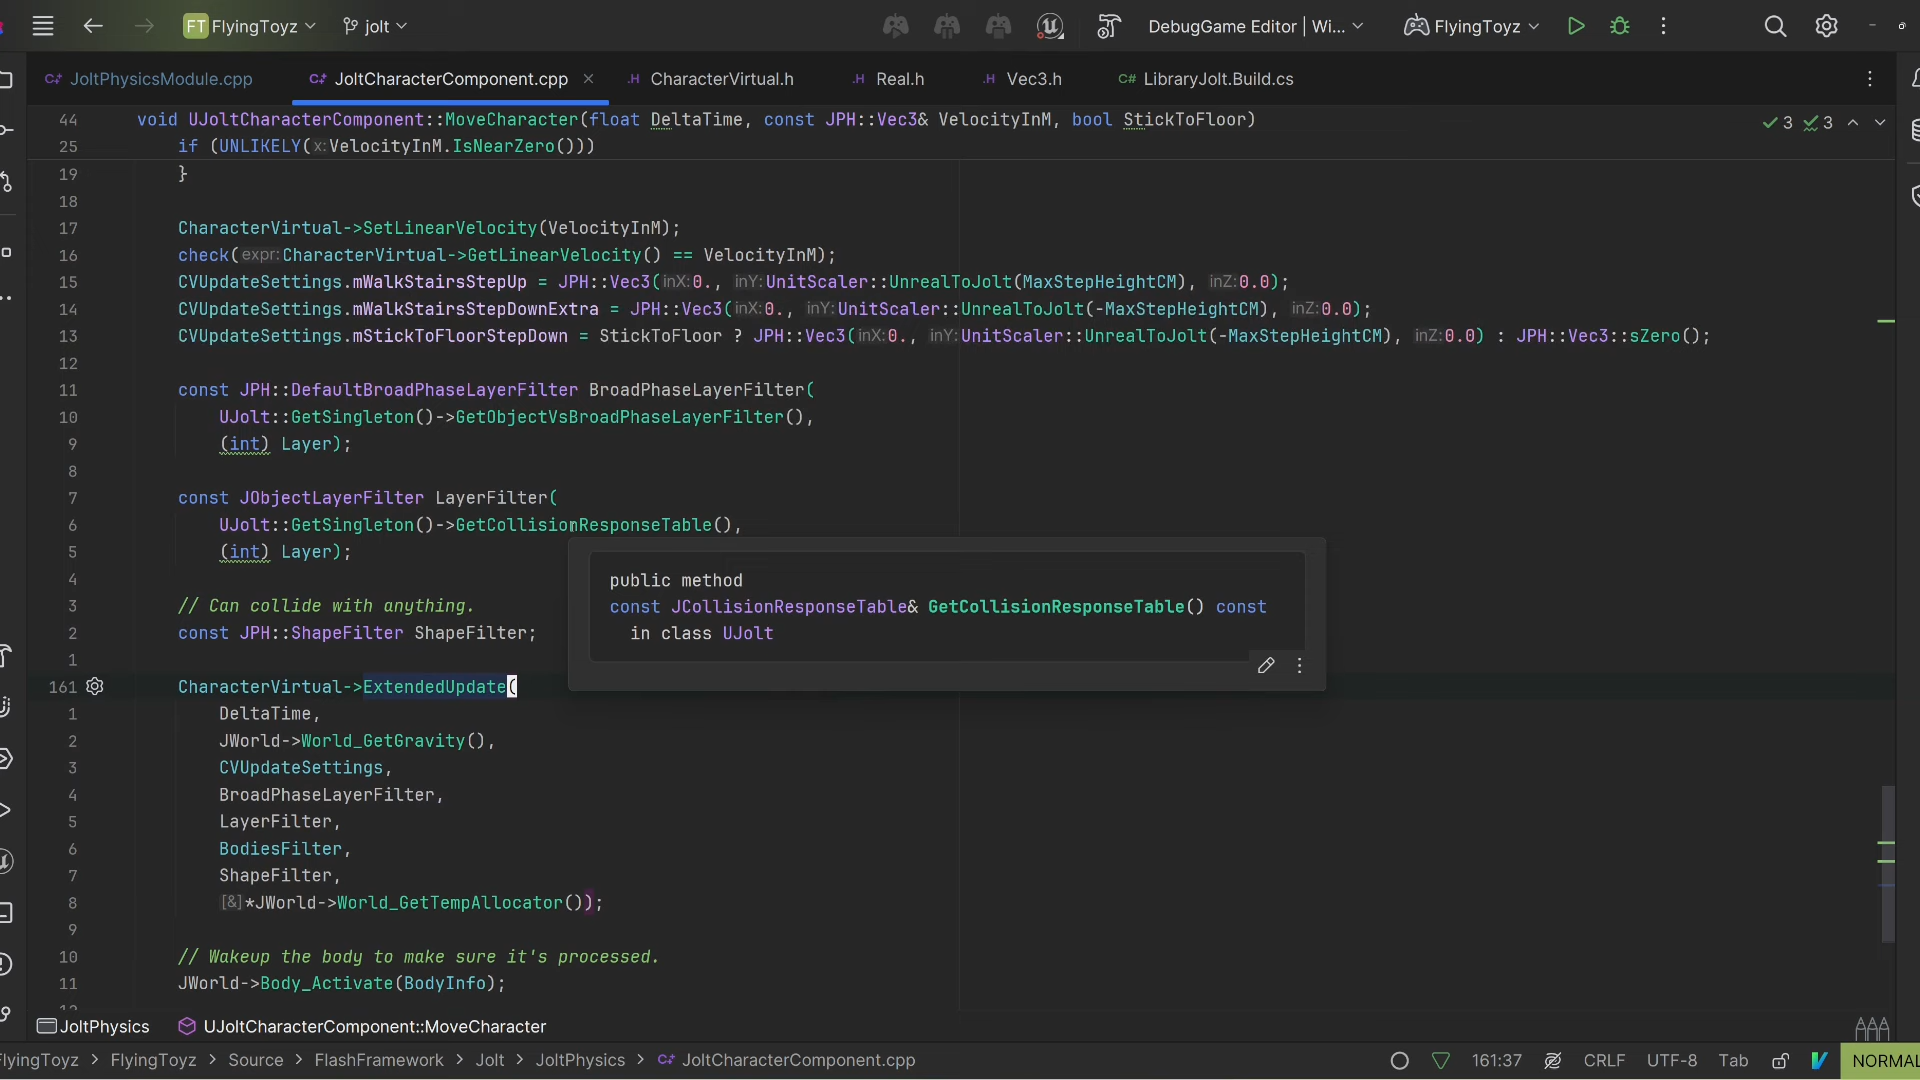 FT FlyingToyz jolt DebugGame Editor | Wi... FlyingToyz
JoltPhysicsModule.cpp JoltCharacterComponent.cpp CharacterVirtual.h Real.h Vec3.h LibraryJolt.Build.cs
44 void UJoltCharacterComponent::MoveCharacter(float DeltaTime, const JPH::Vec3& VelocityInM, bool StickToFloor)
3 3
25 if (UNLIKELY(x:VelocityInM.IsNearZero()))
19 }
18
17 CharacterVirtual->SetLinearVelocity(VelocityInM);
16 check(expr:CharacterVirtual->GetLinearVelocity() == VelocityInM);
15 CVUpdateSettings.mWalkStairsStepUp = JPH::Vec3(inX:0., inY:UnitScaler::UnrealToJolt(MaxStepHeightCM), inZ:0.0);
14 CVUpdateSettings.mWalkStairsStepDownExtra = JPH::Vec3(inX:0., inY:UnitScaler::UnrealToJolt(-MaxStepHeightCM), inZ:0.0);
13 CVUpdateSettings.mStickToFloorStepDown = StickToFloor ? JPH::Vec3(inX:0., inY:UnitScaler::UnrealToJolt(-MaxStepHeightCM), inZ:0.0) : JPH::Vec3::sZero();
12
11 const JPH::DefaultBroadPhaseLayerFilter BroadPhaseLayerFilter(
10 UJolt::GetSingleton()->GetObjectVsBroadPhaseLayerFilter(),
9 (int) Layer);
8
7 const JObjectLayerFilter LayerFilter(
6 UJolt::GetSingleton()->GetCollisionResponseTable(),
5 (int) Layer);
4
public method
3 // Can collide with anything.
const JCollisionResponseTable& GetCollisionResponseTable() const
2 const JPH::ShapeFilter ShapeFilter;
in class UJolt
1
161 CharacterVirtual->ExtendedUpdate(
1 DeltaTime,
2 JWorld->World_GetGravity(),
3 CVUpdateSettings,
4 BroadPhaseLayerFilter,
5 LayerFilter,
6 BodiesFilter,
7 ShapeFilter,
8 [&]*JWorld->World_GetTempAllocator());
9
10 // Wakeup the body to make sure it's processed.
11 JWorld->Body_Activate(BodyInfo);
JoltPhysics UJoltCharacterComponent::MoveCharacter
lyingToyz > FlyingToyz > Source > FlashFramework > Jolt > JoltPhysics > JoltCharacterComponent.cpp 161:37 CRLF UTF-8 Tab NORMAL